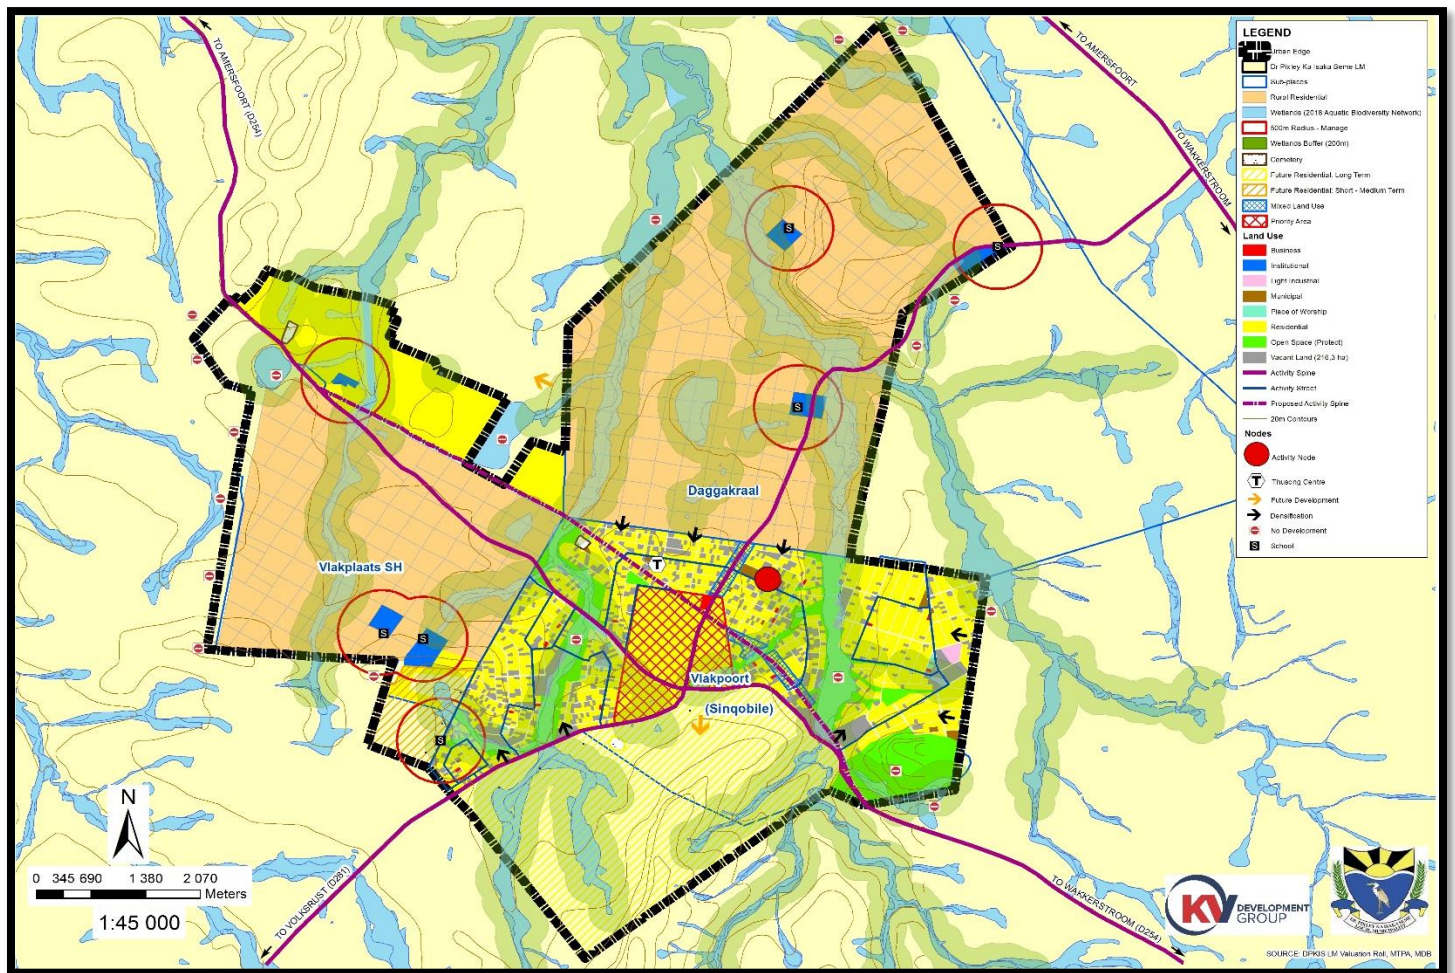 TO AMERSFOORT (D254)
TO AMERSFOORT
TO WAKKERSTROOM
LEGEND
Urban Edge
Dr Pixley Ka Isaka Seme LM
Sub-places
Rural Residential
Wetlands (2018 Aquatic Biodiversity Network)
500m Radius - Manage
Wetlands Buffer (200m)
Cemetery
Future Residential: Long Term
Future Residential: Short - Medium Term
Mixed Land Use
Priority Area
Land Use
Business
Institutional
Light Industrial
Municipal
Place of Worship
Residential
Open Space (Protect)
Vacant Land (216,3 ha)
Activity Spine
Activity Street
Proposed Activity Spine
20m Contours
Nodes
Activity Node
T Thusong Centre
Future Development
Densification
No Development
S School
S
S
S
Daggakraal
Vlakplaats SH
T
S
S
Vlakpoort
(Sinqobile)
S
N
0 345 690 1 380 2 070
Meters
1:45 000
TO VOLKSRUST (D281)
TO WAKKERSTROOM (D254)
KV DEVELOPMENT
GROUP
SOURCE: DPKIS LM Valuation Roll, MTPA, MDB